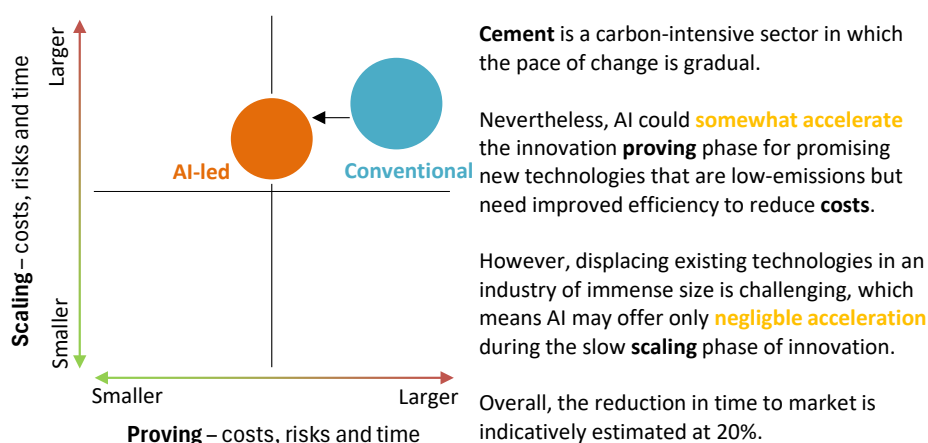 Larger
Scaling – costs, risks and time
Smaller
AI-led
Conventional
Smaller
Larger
Proving – costs, risks and time
Cement is a carbon-intensive sector in which
the pace of change is gradual.
Nevertheless, AI could somewhat accelerate
the innovation proving phase for promising
new technologies that are low-emissions but
need improved efficiency to reduce costs.
However, displacing existing technologies in an
industry of immense size is challenging, which
means AI may offer only negligble acceleration
during the slow scaling phase of innovation.
Overall, the reduction in time to market is
indicatively estimated at 20%.